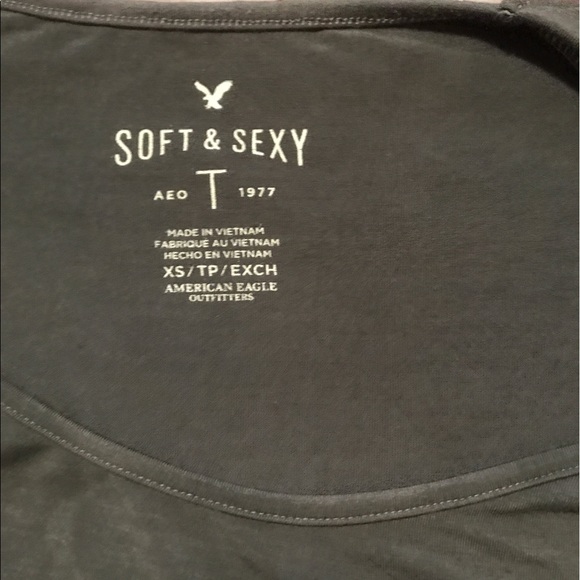 SOFT & SEXY
AEO T 1977
MADE IN VIETNAM
FABRIQUE AU VIETNAM
HECHO EN VIETNAM
XS/TP/EXCH
AMERICAN EAGLE
OUTFITTERS